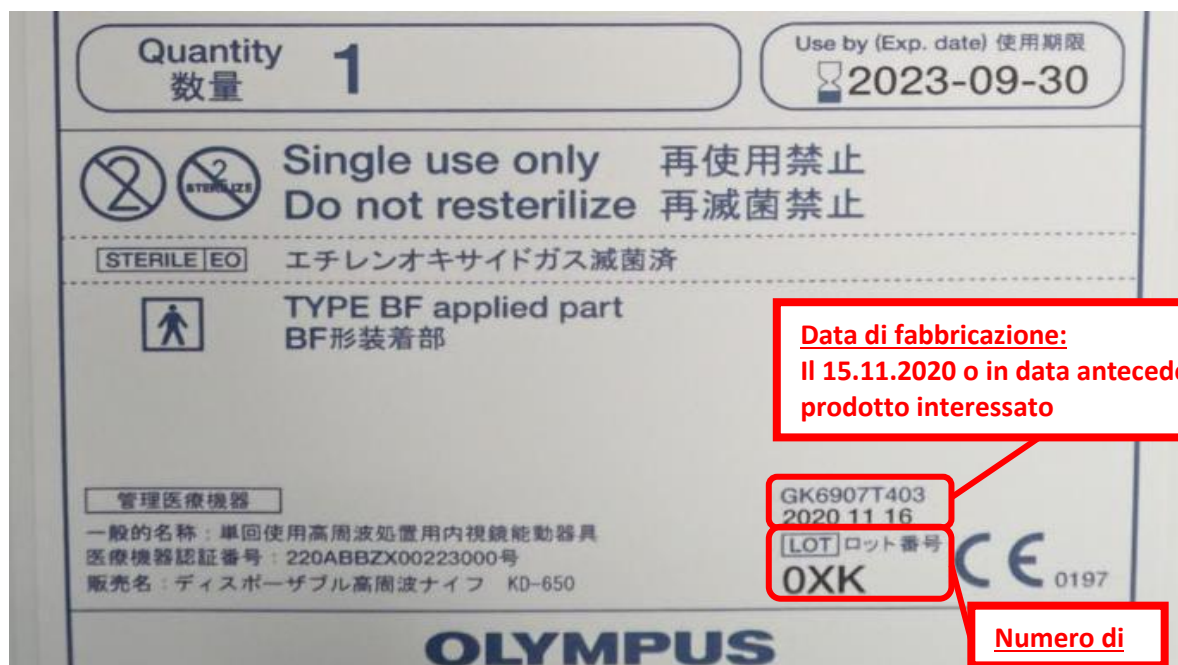 Quantity 1
数量
Use by (Exp. date) 使用期限
2023-09-30
2
2
STERILIZE
Single use only 再使用禁止
Do not resterilize 再滅菌禁止
STERILE EO エチレンオキサイドガス滅菌済
TYPE BF applied part
BF形装着部
Data di fabbricazione:
Il 15.11.2020 o in data anteced
prodotto interessato
管理医療機器
一般的名称：単回使用高周波処置用内視鏡能動器具
医療機器認証番号：220ABBZX00223000号
販売名：ディスポーザブル高周波ナイフ KD-650
GK6907T403
2020 11 16
LOT ロット番号
0XK
CE 0197
Numero di
OLYMPUS